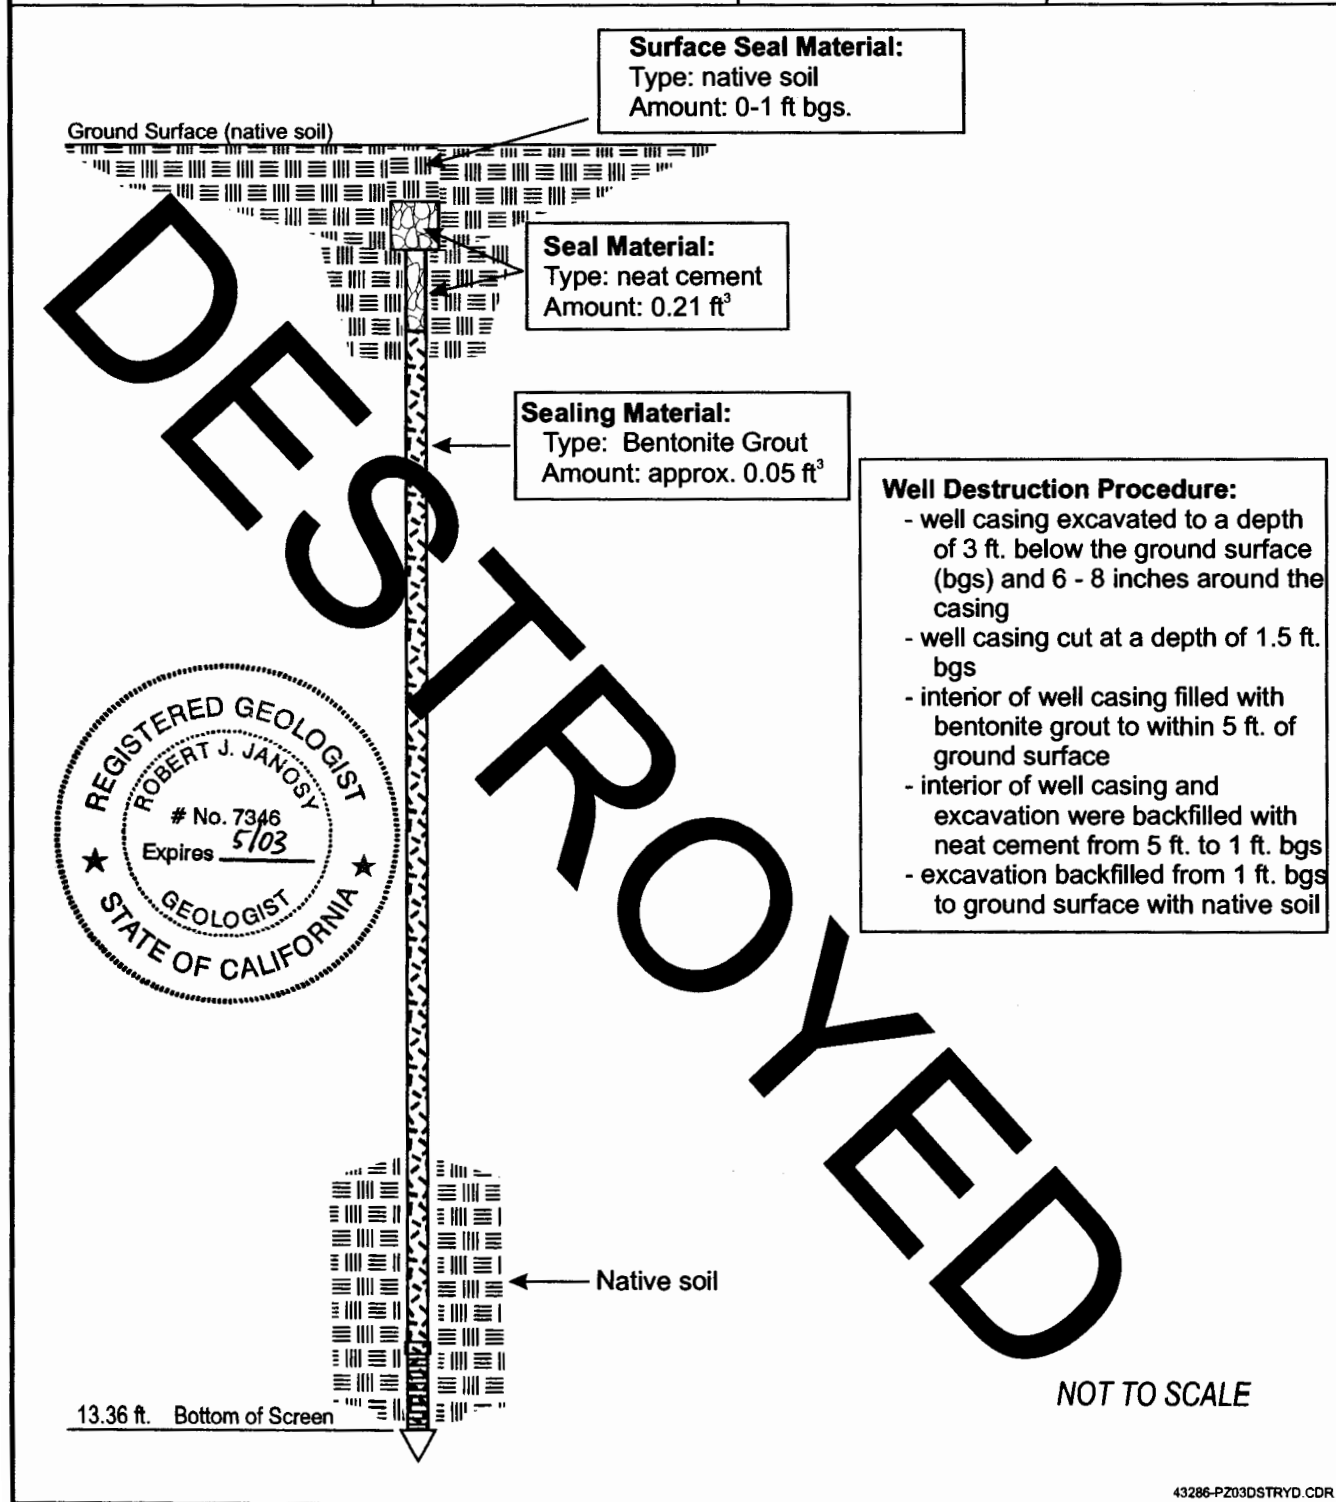 Surface Seal Material:
Type: native soil
Amount: 0-1 ft bgs.
Ground Surface (native soil)
Seal Material:
Type: neat cement
Amount: 0.21 ft³
Sealing Material:
Type: Bentonite Grout
Amount: approx. 0.05 ft³
Well Destruction Procedure:
- well casing excavated to a depth
of 3 ft. below the ground surface
(bgs) and 6 - 8 inches around the
casing
- well casing cut at a depth of 1.5 ft.
bgs
- interior of well casing filled with
bentonite grout to within 5 ft. of
ground surface
- interior of well casing and
excavation were backfilled with
neat cement from 5 ft. to 1 ft. bgs
- excavation backfilled from 1 ft. bgs
to ground surface with native soil
DESTROYED
REGISTERED GEOLOGIST
ROBERT J. JANOSY
# No. 7346
Expires 5/03
GEOLOGIST
★ STATE OF CALIFORNIA ★
Native soil
13.36 ft. Bottom of Screen
NOT TO SCALE
43286-PZ03DSTRYD.CDR